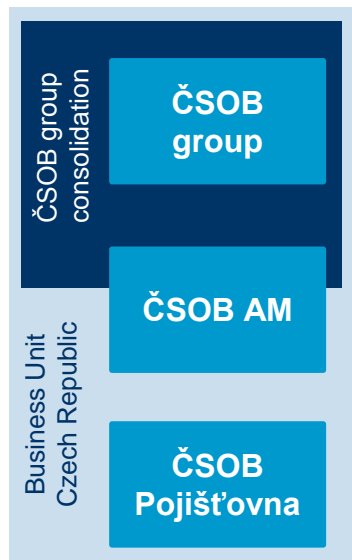 ČSOB group
consolidation
ČSOB
group
ČSOB AM
Business Unit
Czech Republic
ČSOB
Pojišťovna